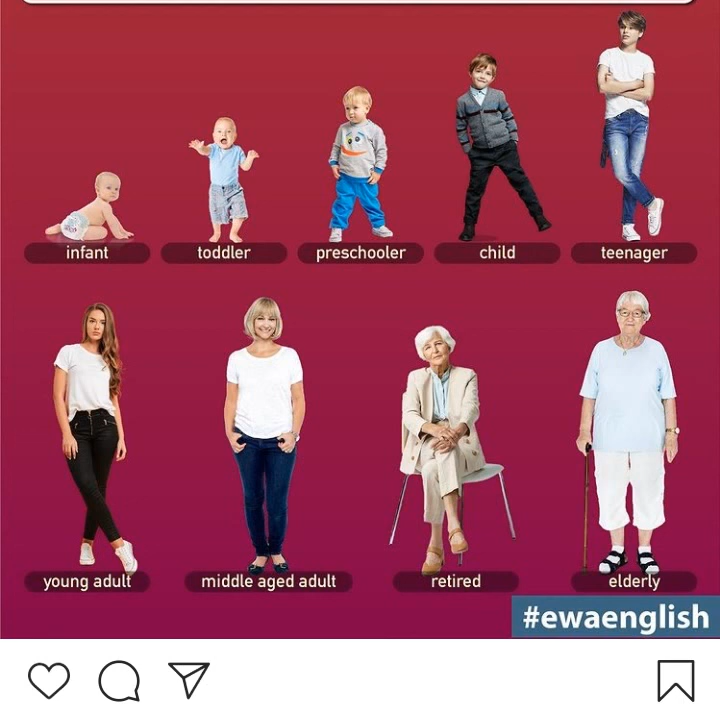 infant
toddler
preschooler
child
teenager
young adult
middle aged adult
retired
elderly
#ewaenglish